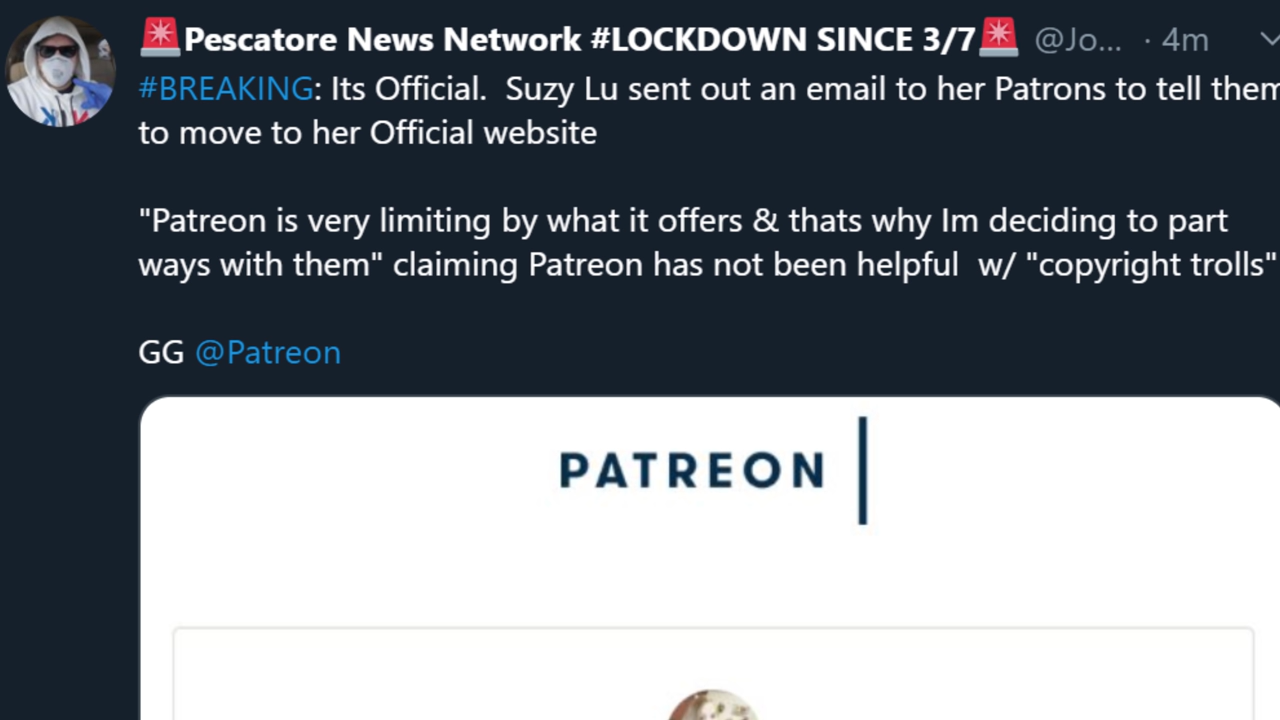 🚨Pescatore News Network #LOCKDOWN SINCE 3/7🚨 @Jo... · 4m
#BREAKING: Its Official.  Suzy Lu sent out an email to her Patrons to tell them
to move to her Official website
"Patreon is very limiting by what it offers & thats why Im deciding to part
ways with them" claiming Patreon has not been helpful  w/ "copyright trolls"
GG @Patreon
PATREON